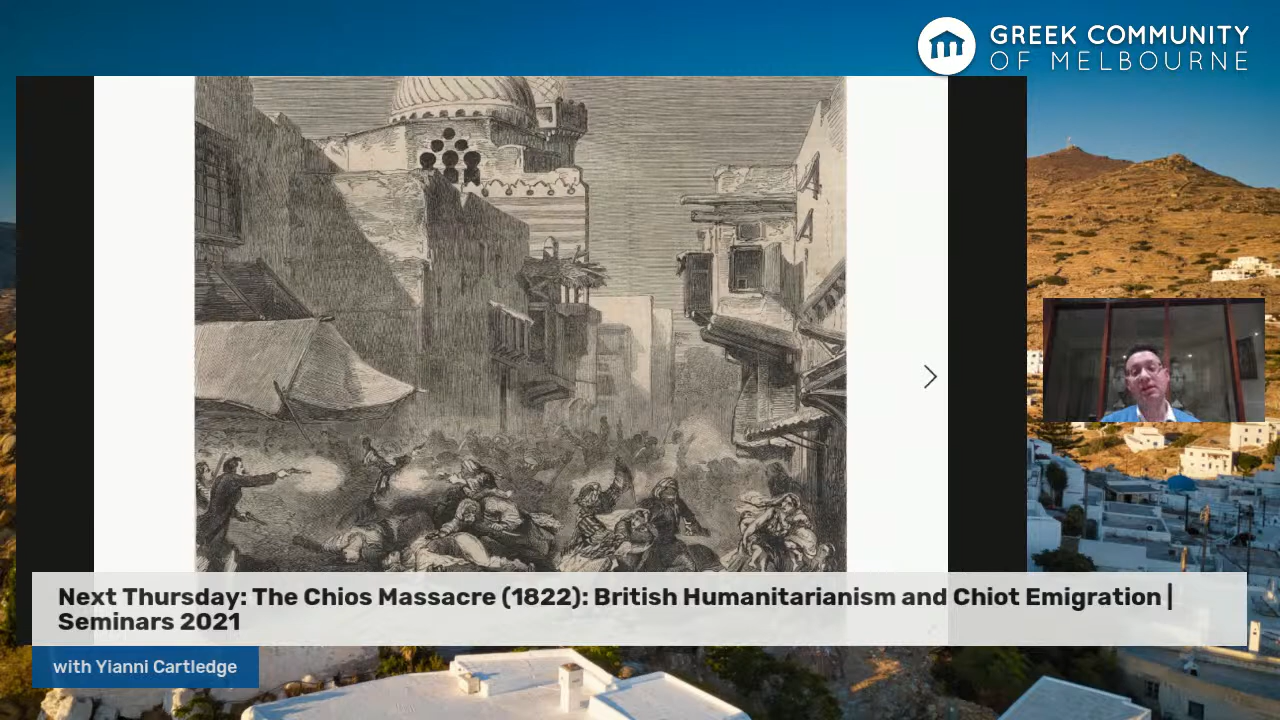 GREEK COMMUNITY
OF MELBOURNE
Next Thursday: The Chios Massacre (1822): British Humanitarianism and Chiot Emigration |
Seminars 2021
with Yianni Cartledge